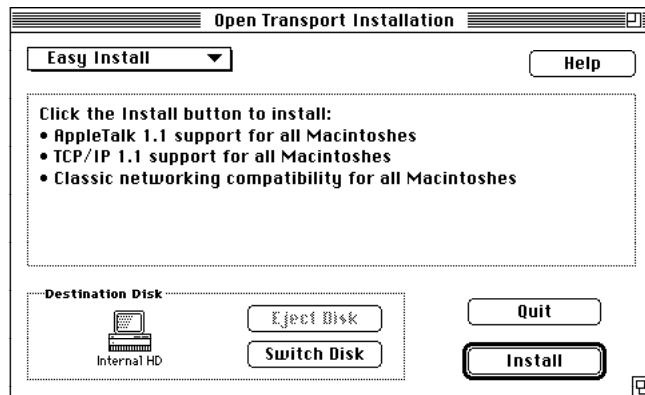 Open Transport Installation
Easy Install
Help
Click the Install button to install:
• AppleTalk 1.1 support for all Macintoshes
• TCP/IP 1.1 support for all Macintoshes
• Classic networking compatibility for all Macintoshes
Destination Disk
Eject Disk
Quit
Internal HD
Switch Disk
Install